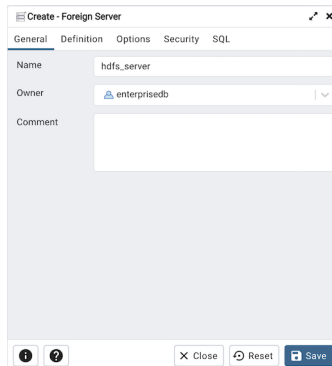 Create - Foreign Server
General Definition Options Security SQL
Name hdfs_server
Owner enterprisedb
Comment
Close Reset Save